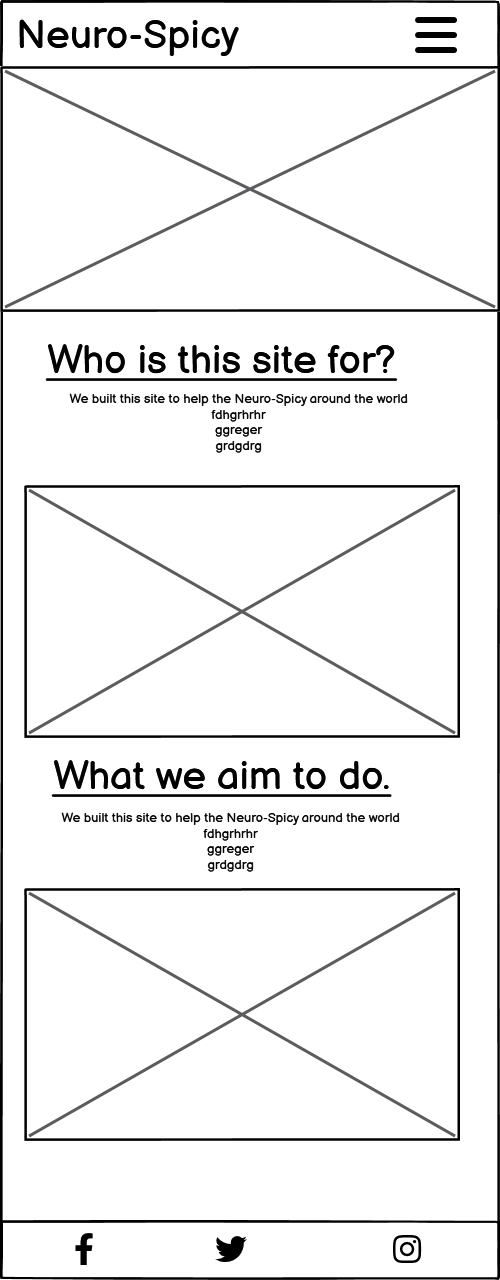 Neuro-Spicy
Who is this site for?
We built this site to help the Neuro-Spicy around the world
fdhgrhrhr
ggreger
grdgdrg
What we aim to do.
We built this site to help the Neuro-Spicy around the world
fdhgrhrhr
ggreger
grdgdrg